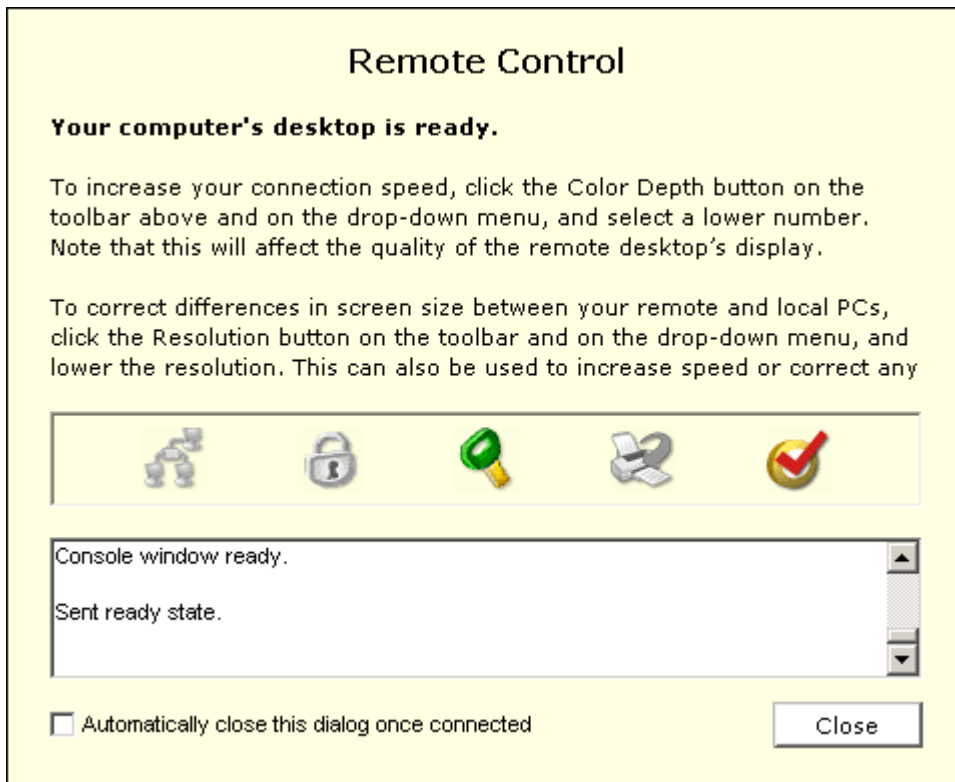 Remote Control
Your computer's desktop is ready.
To increase your connection speed, click the Color Depth button on the
toolbar above and on the drop-down menu, and select a lower number.
Note that this will affect the quality of the remote desktop’s display.
To correct differences in screen size between your remote and local PCs,
click the Resolution button on the toolbar and on the drop-down menu, and
lower the resolution. This can also be used to increase speed or correct any
Console window ready.
Sent ready state.
Automatically close this dialog once connected
Close